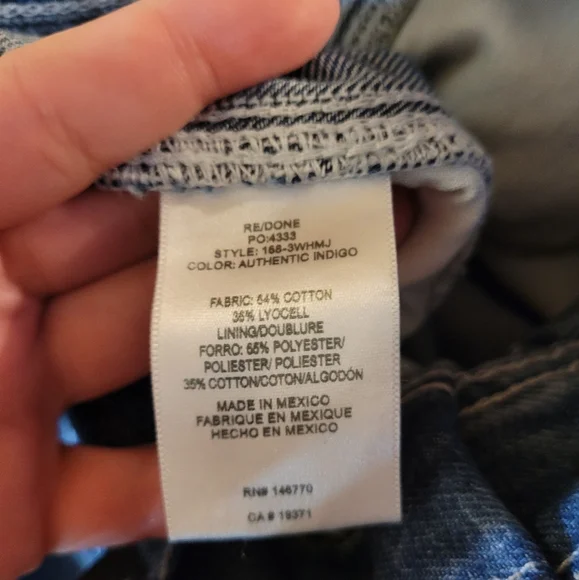 RE/DONE
PO:4333
STYLE: 168-3WHMJ
COLOR: AUTHENTIC INDIGO
FABRIC: 64% COTTON
36% LYOCELL
LINING/DOUBLURE
FORRO: 65% POLYESTER/
POLIESTER/ POLIESTER
35% COTTON/COTON/ALGODÓN
MADE IN MEXICO
FABRIQUE EN MEXIQUE
HECHO EN MEXICO
RN# 146770
CA # 19371